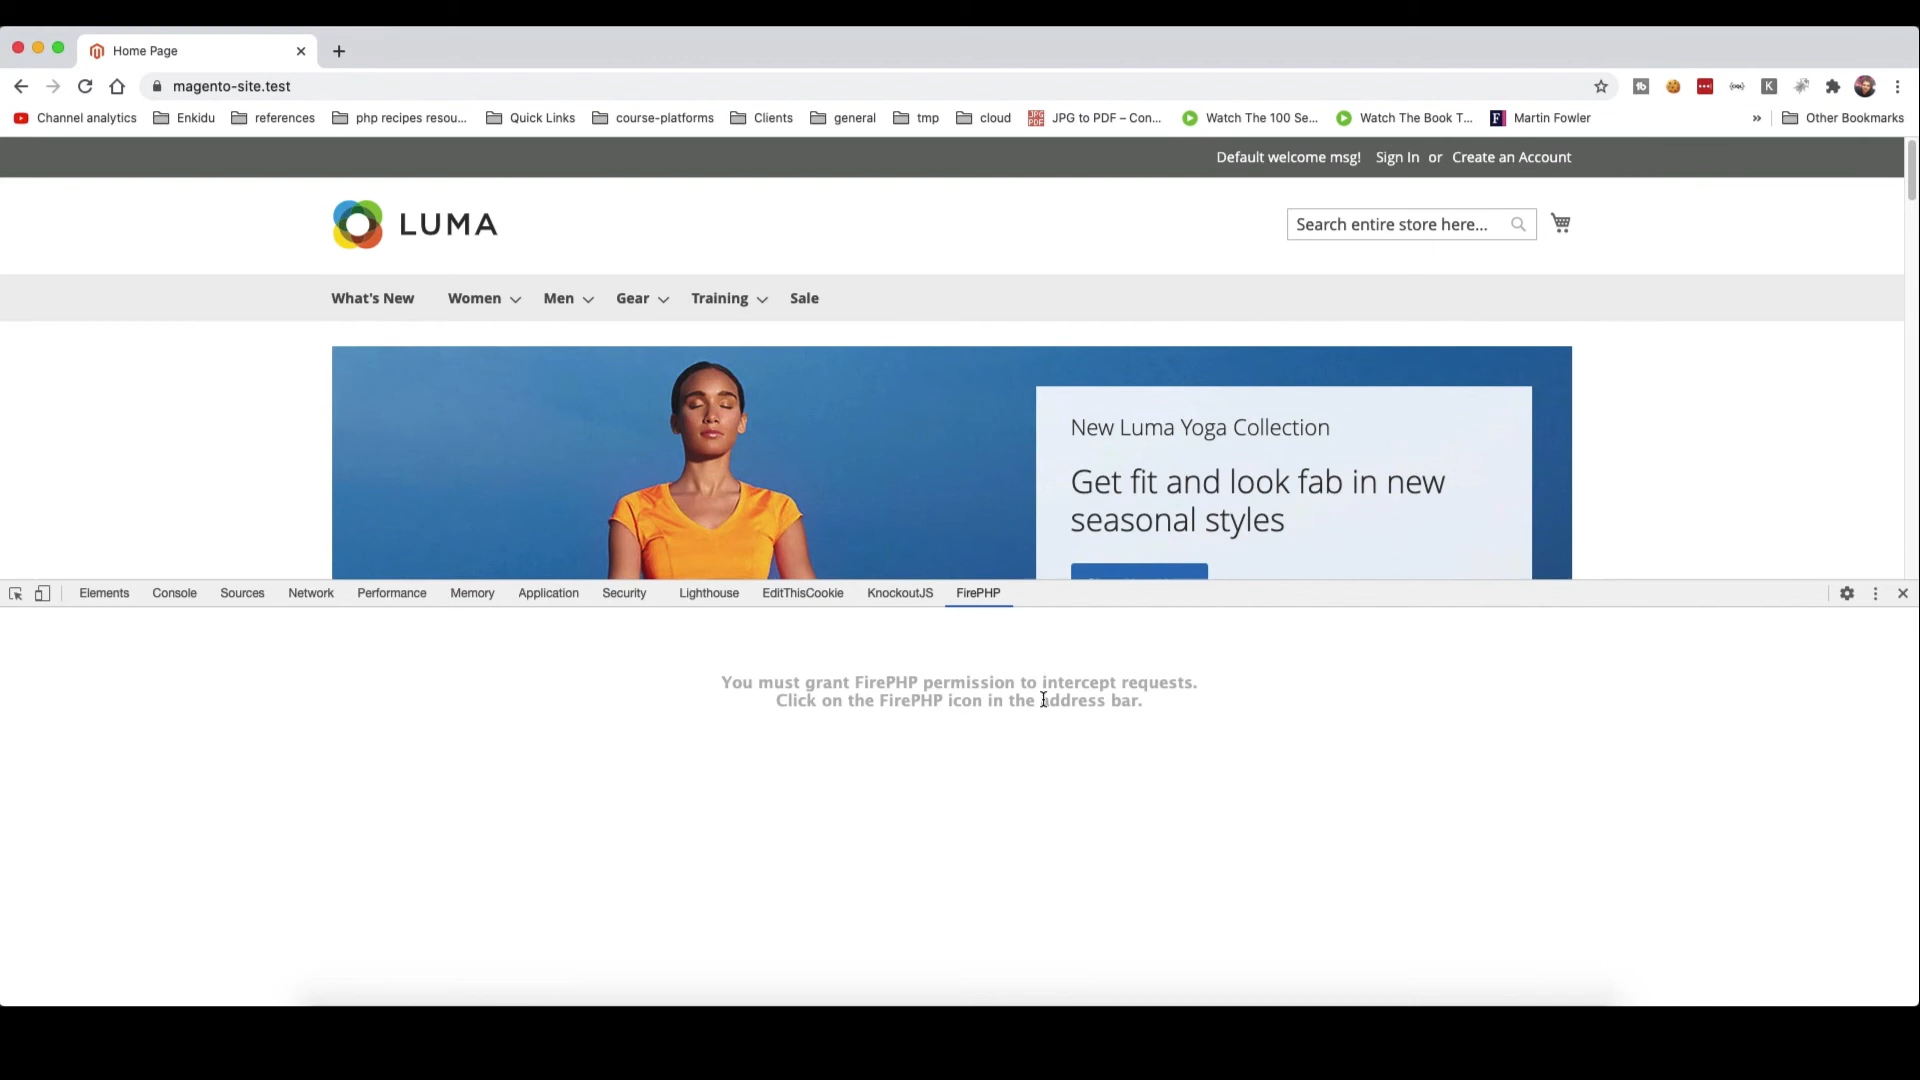 Home Page
magento-site.test
Channel analytics Enkidu references php recipes resou... Quick Links course-platforms Clients general tmp cloud JPG to PDF – Con... Watch The 100 Se... Watch The Book T... Martin Fowler » Other Bookmarks
Default welcome msg! Sign In or Create an Account
LUMA
Search entire store here...
What's New Women Men Gear Training Sale
New Luma Yoga Collection
Get fit and look fab in new
seasonal styles
Elements Console Sources Network Performance Memory Application Security Lighthouse EditThisCookie KnockoutJS FirePHP
You must grant FirePHP permission to intercept requests.
Click on the FirePHP icon in the address bar.